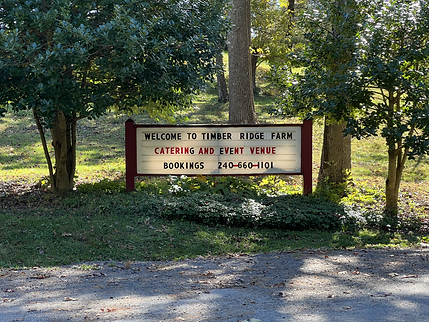 WELCOME TO TIMBER RIDGE FARM
CATERING AND EVENT VENUE
BOOKINGS 240-660-1101